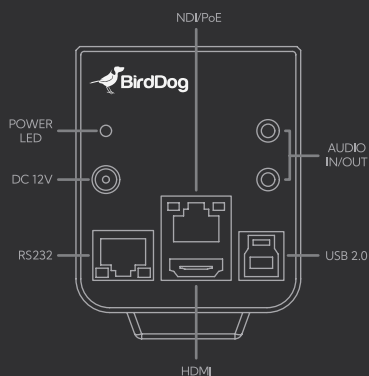 NDI/PoE
BirdDog
POWER
LED
AUDIO
IN/OUT
DC 12V
RS232
USB 2.0
HDMI